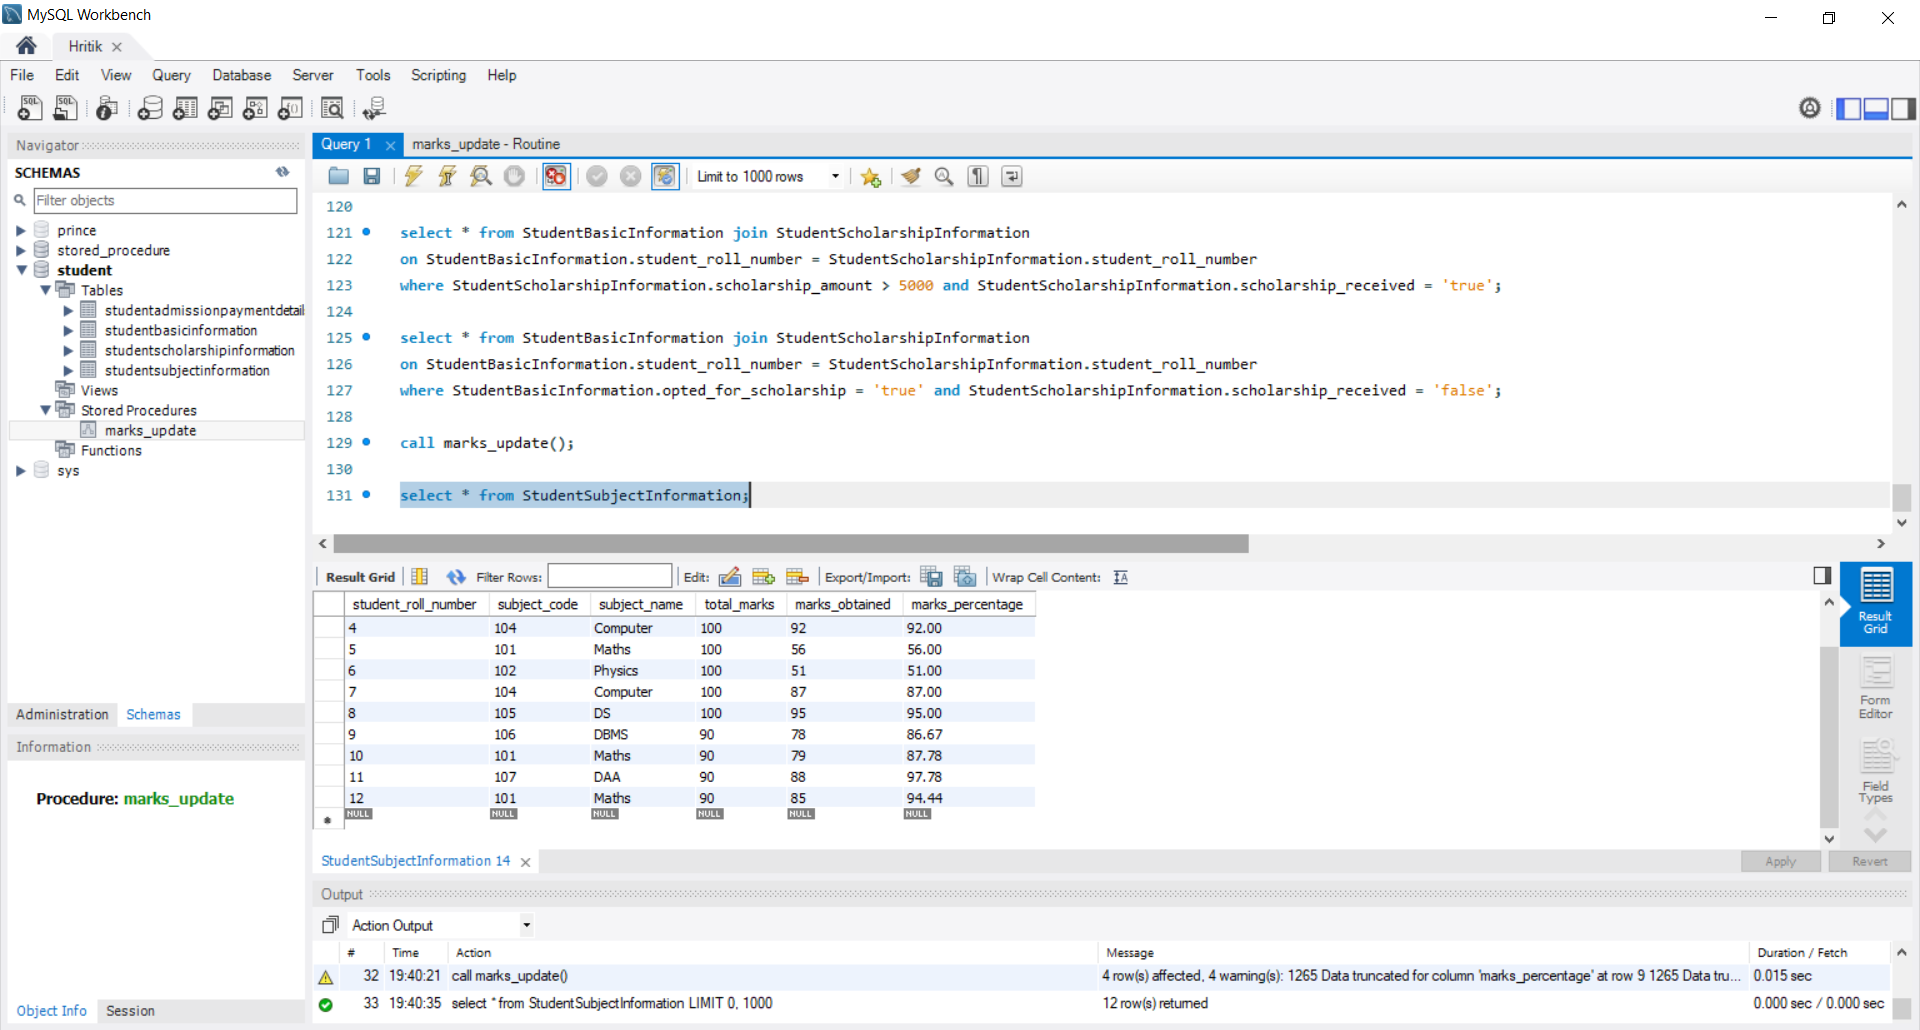 MySQL Workbench
Hritik
File Edit View Query Database Server Tools Scripting Help
Navigator
SCHEMAS
Filter objects
prince
stored_procedure
student
Tables
studentadmissionpaymentdetail
studentbasicinformation
studentscholarshipinformation
studentsubjectinformation
Views
Stored Procedures
marks_update
Functions
sys
Administration Schemas
Information
Procedure: marks_update
Object Info Session
Query 1 marks_update - Routine
Limit to 1000 rows
120
121 select * from StudentBasicInformation join StudentScholarshipInformation
122 on StudentBasicInformation.student_roll_number = StudentScholarshipInformation.student_roll_number
123 where StudentScholarshipInformation.scholarship_amount > 5000 and StudentScholarshipInformation.scholarship_received = 'true';
124
125 select * from StudentBasicInformation join StudentScholarshipInformation
126 on StudentBasicInformation.student_roll_number = StudentScholarshipInformation.student_roll_number
127 where StudentBasicInformation.opted_for_scholarship = 'true' and StudentScholarshipInformation.scholarship_received = 'false';
128
129 call marks_update();
130
131 select * from StudentSubjectInformation;
Result Grid Filter Rows: Edit: Export/Import: Wrap Cell Content:
student_roll_number subject_code subject_name total_marks marks_obtained marks_percentage
4 104 Computer 100 92 92.00
5 101 Maths 100 56 56.00
6 102 Physics 100 51 51.00
7 104 Computer 100 87 87.00
8 105 DS 100 95 95.00
9 106 DBMS 90 78 86.67
10 101 Maths 90 79 87.78
11 107 DAA 90 88 97.78
12 101 Maths 90 85 94.44
NULL NULL NULL NULL NULL NULL
Result
Grid
Form
Editor
Field
Types
StudentSubjectInformation 14
Apply Revert
Output
Action Output
# Time Action Message Duration / Fetch
32 19:40:21 call marks_update() 4 row(s) affected, 4 warning(s): 1265 Data truncated for column 'marks_percentage' at row 9 1265 Data tru... 0.015 sec
33 19:40:35 select * from StudentSubjectInformation LIMIT 0, 1000 12 row(s) returned 0.000 sec / 0.000 sec